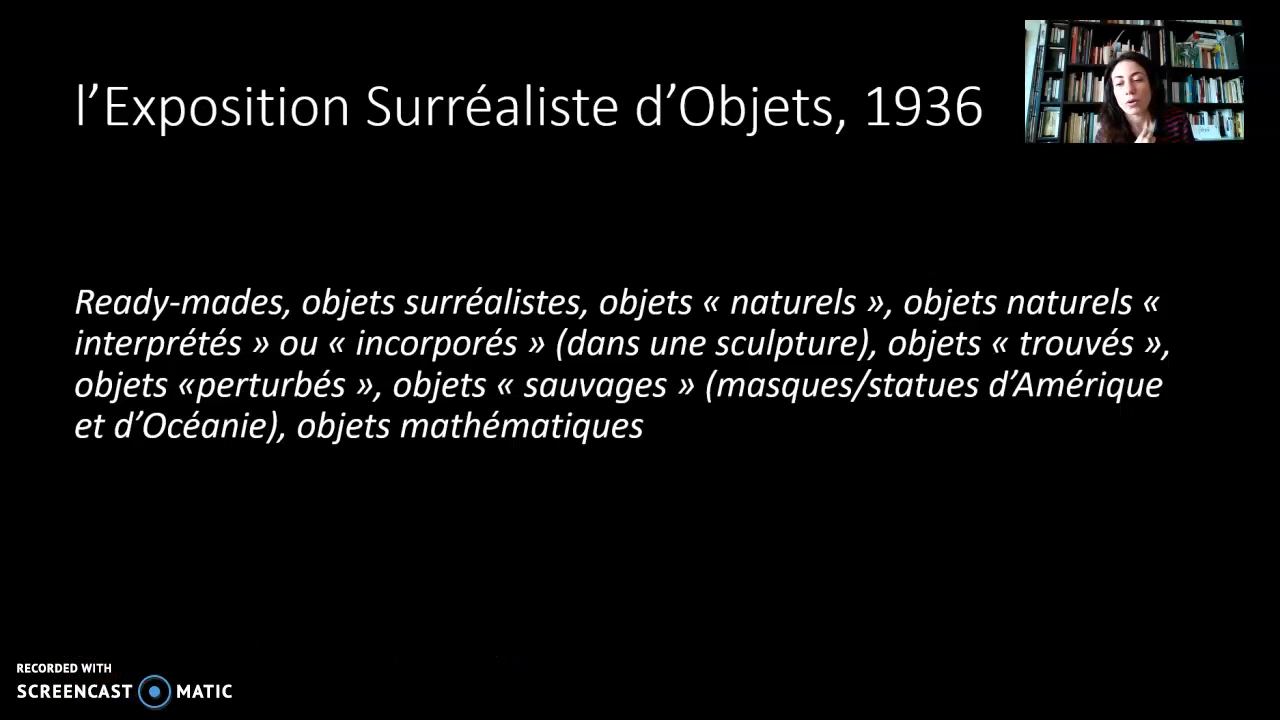 l’Exposition Surréaliste d’Objets, 1936
Ready-mades, objets surréalistes, objets « naturels », objets naturels «
interprétés » ou « incorporés » (dans une sculpture), objets « trouvés »,
objets «perturbés », objets « sauvages » (masques/statues d’Amérique
et d’Océanie), objets mathématiques
RECORDED WITH
SCREENCAST MATIC